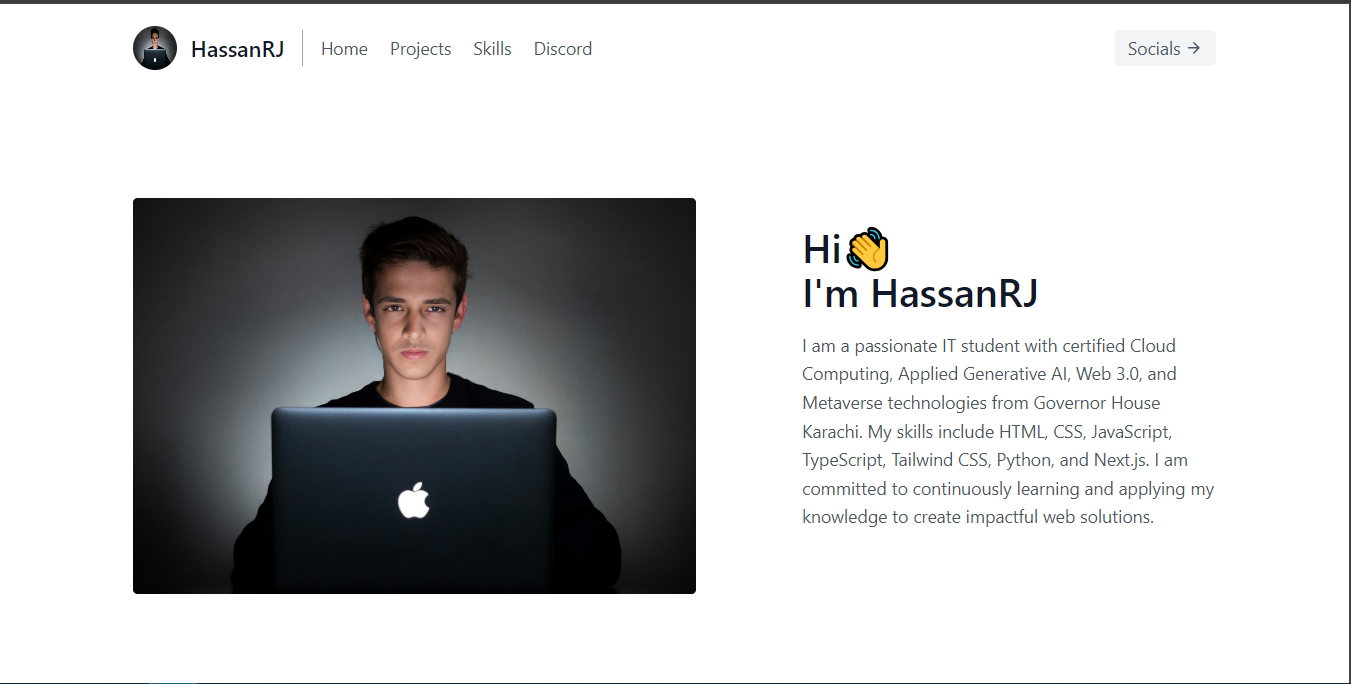 HassanRJ Home Projects Skills Discord Socials →
Hi👋
I'm HassanRJ
I am a passionate IT student with certified Cloud
Computing, Applied Generative AI, Web 3.0, and
Metaverse technologies from Governor House
Karachi. My skills include HTML, CSS, JavaScript,
TypeScript, Tailwind CSS, Python, and Next.js. I am
committed to continuously learning and applying my
knowledge to create impactful web solutions.